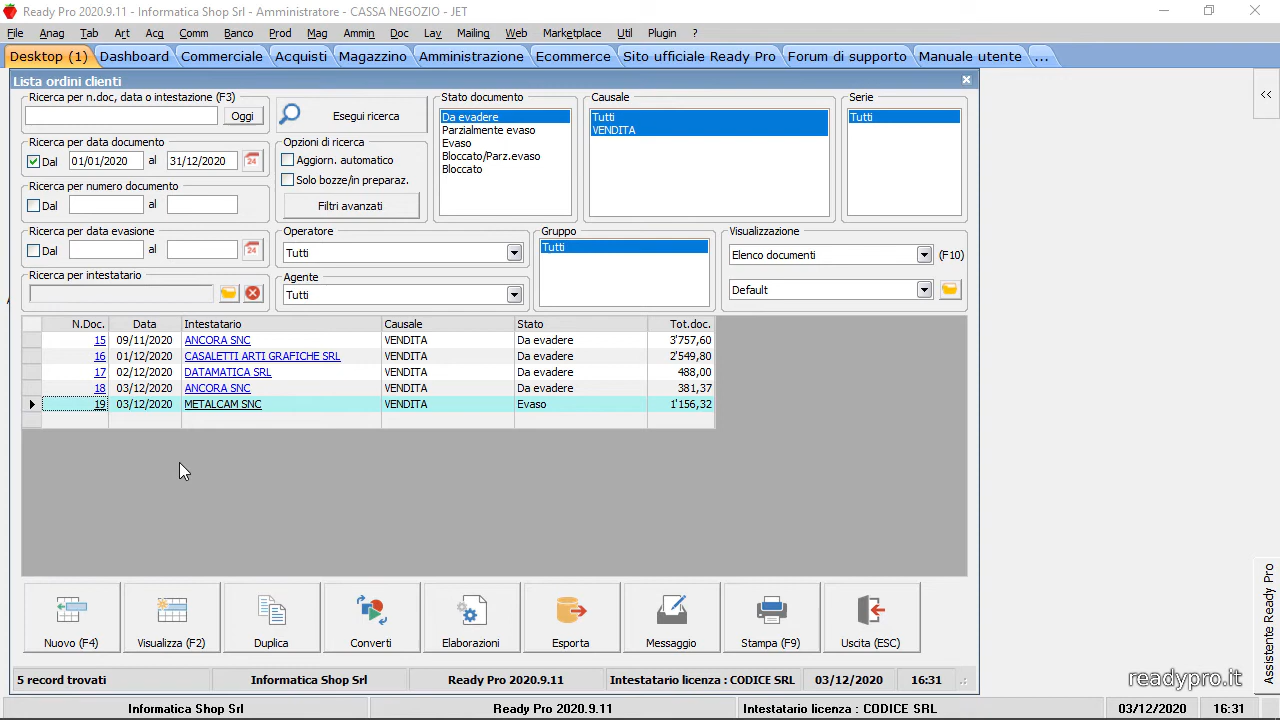 Ready Pro 2020.9.11 - Informatica Shop Srl - Amministratore - CASSA NEGOZIO - JET
File Anag Tab Art Acq Comm Banco Prod Mag Ammin Doc Lav Mailing Web Marketplace Util Plugin ?
Desktop (1) Dashboard Commerciale Acquisti Magazzino Amministrazione Ecommerce Sito ufficiale Ready Pro Forum di supporto Manuale utente ...
Lista ordini clienti
Ricerca per n.doc, data o intestazione (F3)
Oggi
Esegui ricerca
Ricerca per data documento
Dal 01/01/2020 al 31/12/2020 24
Opzioni di ricerca
Aggiorn. automatico
Solo bozze/in preparaz.
Filtri avanzati
Ricerca per numero documento
Dal al
Ricerca per data evasione
Dal al 24
Ricerca per intestatario
Stato documento
Da evadere
Parzialmente evaso
Evaso
Bloccato/Parz.evaso
Bloccato
Causale
Tutti
VENDITA
Serie
Tutti
Operatore
Tutti
Agente
Tutti
Gruppo
Tutti
Visualizzazione
Elenco documenti (F10)
Default
N.Doc. Data Intestatario Causale Stato Tot.doc.
15 09/11/2020 ANCORA SNC VENDITA Da evadere 3'757,60
16 01/12/2020 CASALETTI ARTI GRAFICHE SRL VENDITA Da evadere 2'549,80
17 02/12/2020 DATAMATICA SRL VENDITA Da evadere 488,00
18 03/12/2020 ANCORA SNC VENDITA Da evadere 381,37
19 03/12/2020 METALCAM SNC VENDITA Evaso 1'156,32
Nuovo (F4) Visualizza (F2) Duplica Converti Elaborazioni Esporta Messaggio Stampa (F9) Uscita (ESC)
5 record trovati Informatica Shop Srl Ready Pro 2020.9.11 Intestatario licenza : CODICE SRL 03/12/2020 16:31
Assistente Ready Pro
readypro.it
Informatica Shop Srl Ready Pro 2020.9.11 Intestatario licenza : CODICE SRL 03/12/2020 16:31